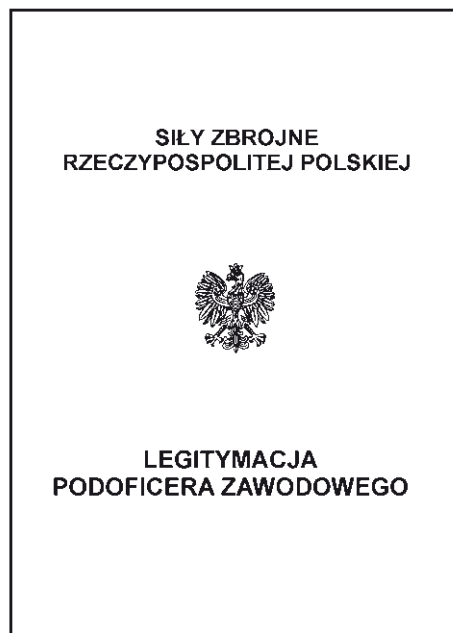 SIŁY ZBROJNE
RZECZYPOSPOLITEJ POLSKIEJ
LEGITYMACJA
PODOFICERA ZAWODOWEGO